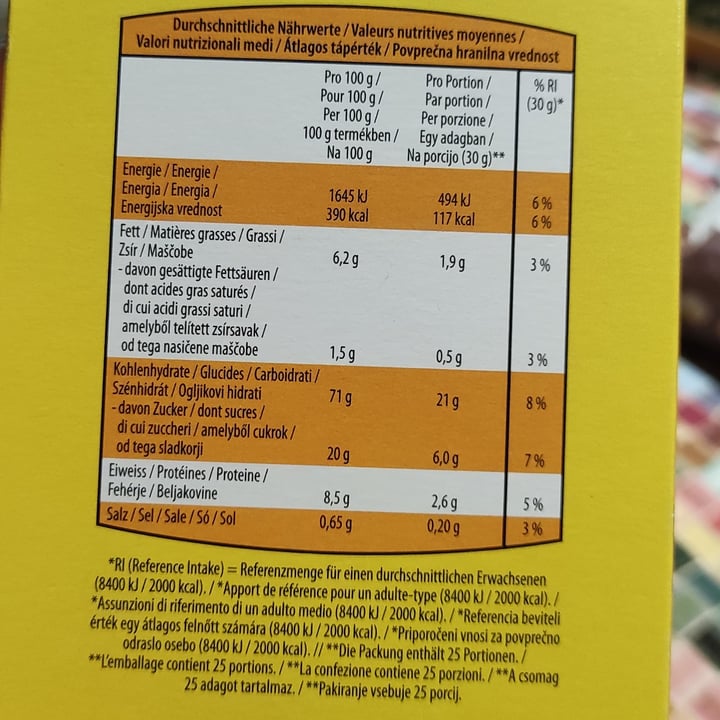 Durchschnittliche Nährwerte / Valeurs nutritives moyennes /
Valori nutrizionali medi / Átlagos tápérték / Povprečna hranilna vrednost
Pro 100 g / Pro Portion / % RI
Pour 100 g / Par portion / (30 g)*
Per 100 g / Per porzione /
100 g termékben / Egy adagban /
Na 100 g Na porcijo (30 g)**
Energie / Energie /
Energia / Energia / 1645 kJ 494 kJ 6 %
Energijska vrednost 390 kcal 117 kcal 6 %
Fett / Matières grasses / Grassi /
Zsír / Maščobe 6,2 g 1,9 g 3 %
- davon gesättigte Fettsäuren /
dont acides gras saturés /
di cui acidi grassi saturi /
amelyből telített zsírsavak /
od tega nasičene maščobe 1,5 g 0,5 g 3 %
Kohlenhydrate / Glucides / Carboidrati /
Szénhidrát / Ogljikovi hidrati 71 g 21 g 8 %
- davon Zucker / dont sucres /
di cui zuccheri / amelyből cukrok /
od tega sladkorji 20 g 6,0 g 7 %
Eiweiss / Protéines / Proteine /
Fehérje / Beljakovine 8,5 g 2,6 g 5 %
Salz / Sel / Sale / Só / Sol 0,65 g 0,20 g 3 %
*RI (Reference Intake) = Referenzmenge für einen durchschnittlichen Erwachsenen
(8400 kJ / 2000 kcal). / *Apport de référence pour un adulte-type (8400 kJ / 2000 kcal). /
*Assunzioni di riferimento di un adulto medio (8400 kJ / 2000 kcal). / *Referencia beviteli
érték egy átlagos felnőtt számára (8400 kJ / 2000 kcal). / *Priporočeni vnosi za povprečno
odraslo osebo (8400 kJ / 2000 kcal). // **Die Packung enthält 25 Portionen. /
**L'emballage contient 25 portions. / **La confezione contiene 25 porzioni. / **A csomag
25 adagot tartalmaz. / **Pakiranje vsebuje 25 porcij.